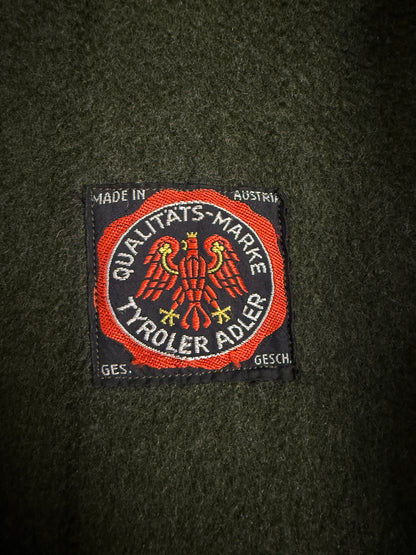 MADE IN AUSTRIA
QUALITÄTS-MARKE
TYROLER ADLER
GES. GESCH.